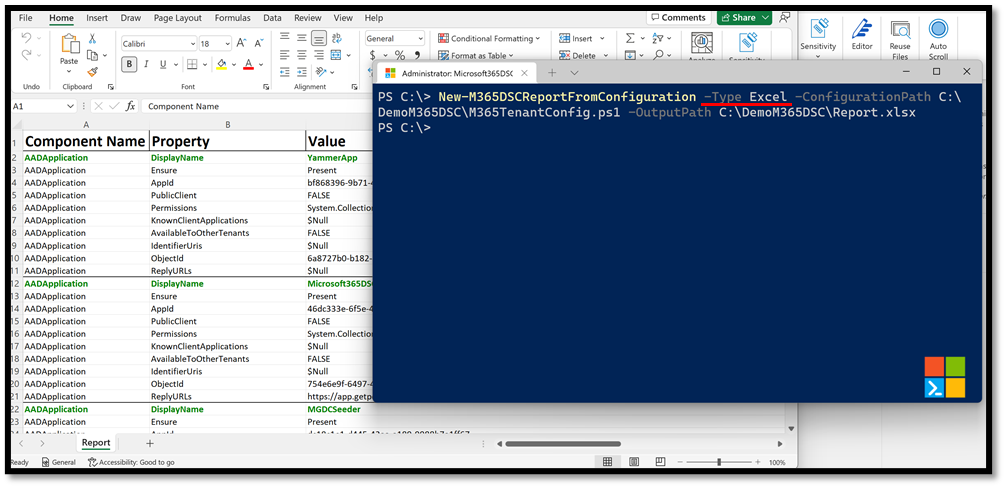 File Home Insert Draw Page Layout Formulas Data Review View Help Comments Share
Calibri 18 General Conditional Formatting Insert
Format as Table Delete
Paste B I U $ % Sensitivity Editor Reuse Files Auto Scroll
Undo Clipboard Font Alignment
A1 fx Component Name
A B
1 Component Name Property Value
2 AADApplication DisplayName YammerApp
3 AADApplication Ensure Present
4 AADApplication AppId bf868396-9b71-4
5 AADApplication PublicClient FALSE
6 AADApplication Permissions System.Collection
7 AADApplication KnownClientApplications $Null
8 AADApplication AvailableToOtherTenants FALSE
9 AADApplication IdentifierUris $Null
10 AADApplication ObjectId 6a8727b0-b182-
11 AADApplication ReplyURLs $Null
12 AADApplication DisplayName Microsoft365DSC
13 AADApplication Ensure Present
14 AADApplication AppId 46dc333e-6f5e-4
15 AADApplication PublicClient FALSE
16 AADApplication Permissions System.Collection
17 AADApplication KnownClientApplications $Null
18 AADApplication AvailableToOtherTenants FALSE
19 AADApplication IdentifierUris $Null
20 AADApplication ObjectId 754e6e9f-6497-4
21 AADApplication ReplyURLs https://app.getpo
22 AADApplication DisplayName MGDCSeeder
23 AADApplication Ensure Present
Report
Ready General Accessibility: Good to go 100%
Administrator: Microsoft365DSC
PS C:\> New-M365DSCReportFromConfiguration -Type Excel -ConfigurationPath C:\
DemoM365DSC\M365TenantConfig.ps1 -OutputPath C:\DemoM365DSC\Report.xlsx
PS C:\>